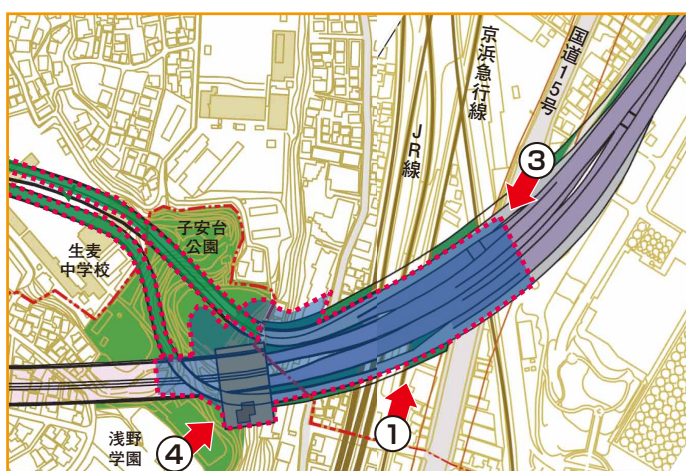 国道15号
京浜急行線
JR線
③
子安台
公園
生麦
中学校
①
浅野
学園
④